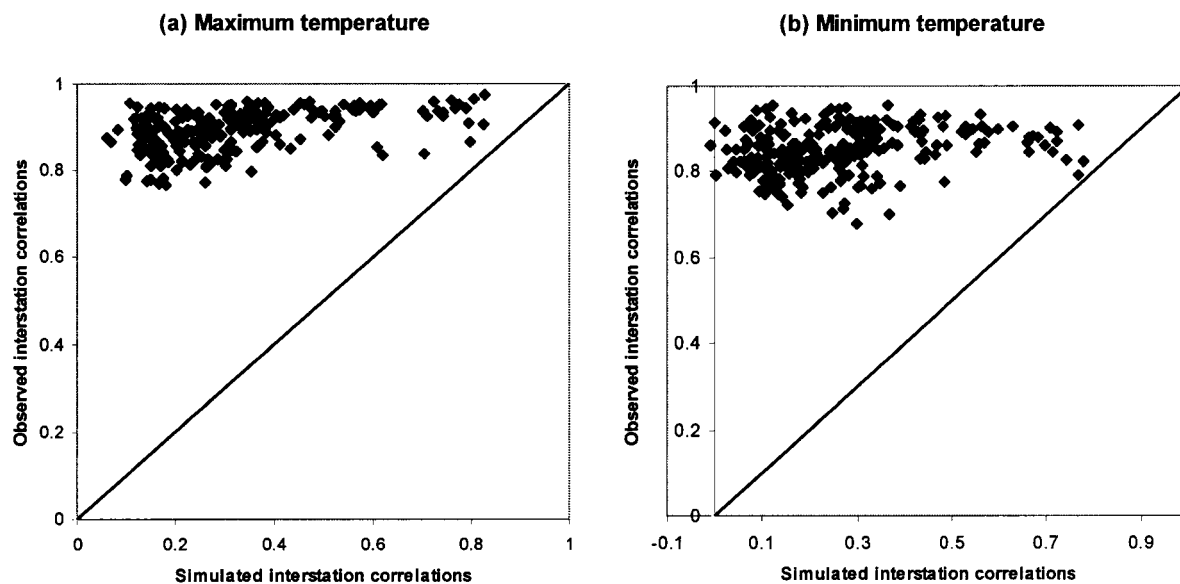 (a) Maximum temperature
(b) Minimum temperature
Observed interstation correlations
1
0.8
0.6
0.4
0.2
0
0 0.2 0.4 0.6 0.8 1
Simulated interstation correlations
Observed interstation correlations
1
0.8
0.6
0.4
0.2
0
-0.1 0.1 0.3 0.5 0.7 0.9
Simulated interstation correlations